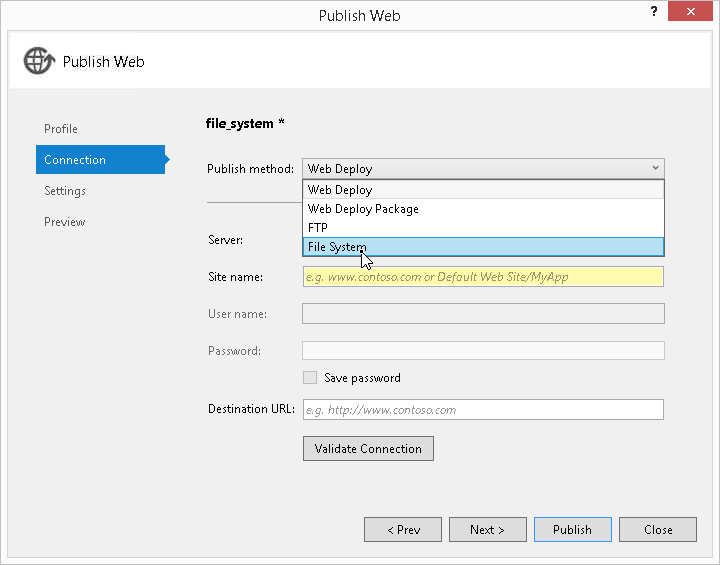 Publish Web
?
Publish Web
Profile
Connection
Settings
Preview
file_system *
Publish method: Web Deploy
Web Deploy
Web Deploy Package
FTP
File System
Server:
Site name: e.g. www.contoso.com or Default Web Site/MyApp
User name:
Password:
Save password
Destination URL: e.g. http://www.contoso.com
Validate Connection
< Prev Next > Publish Close